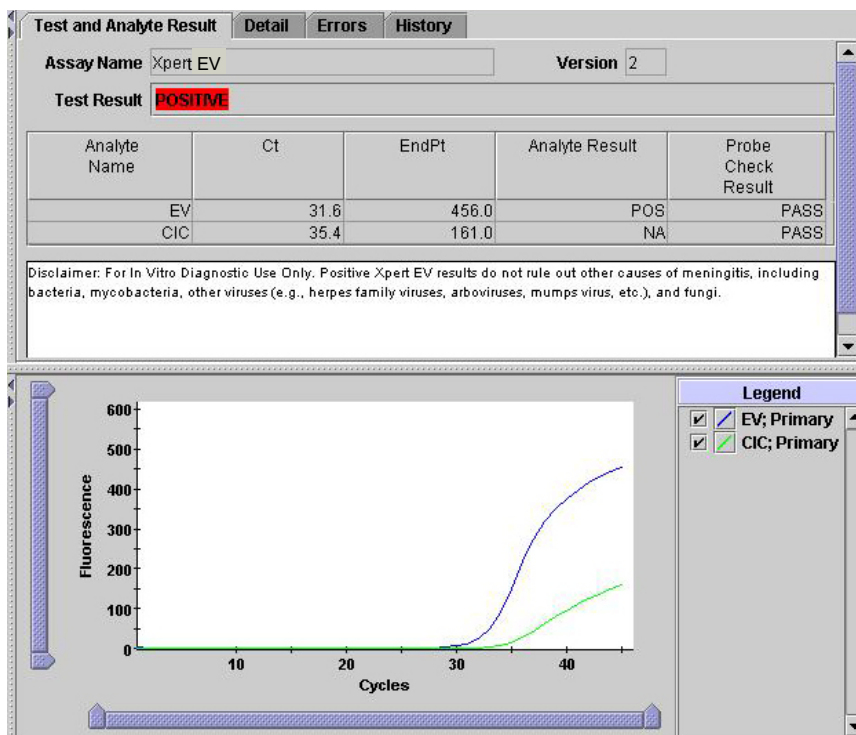 Test and Analyte Result Detail Errors History
Assay Name Xpert EV Version 2
Test Result POSITIVE
Analyte Name Ct EndPt Analyte Result Probe Check Result
EV 31.6 456.0 POS PASS
CIC 35.4 161.0 NA PASS
Disclaimer: For In Vitro Diagnostic Use Only. Positive Xpert EV results do not rule out other causes of meningitis, including
bacteria, mycobacteria, other viruses (e.g., herpes family viruses, arboviruses, mumps virus, etc.), and fungi.
Legend
EV; Primary
CIC; Primary
600
500
400
300
200
100
0
Fluorescence
10 20 30 40
Cycles